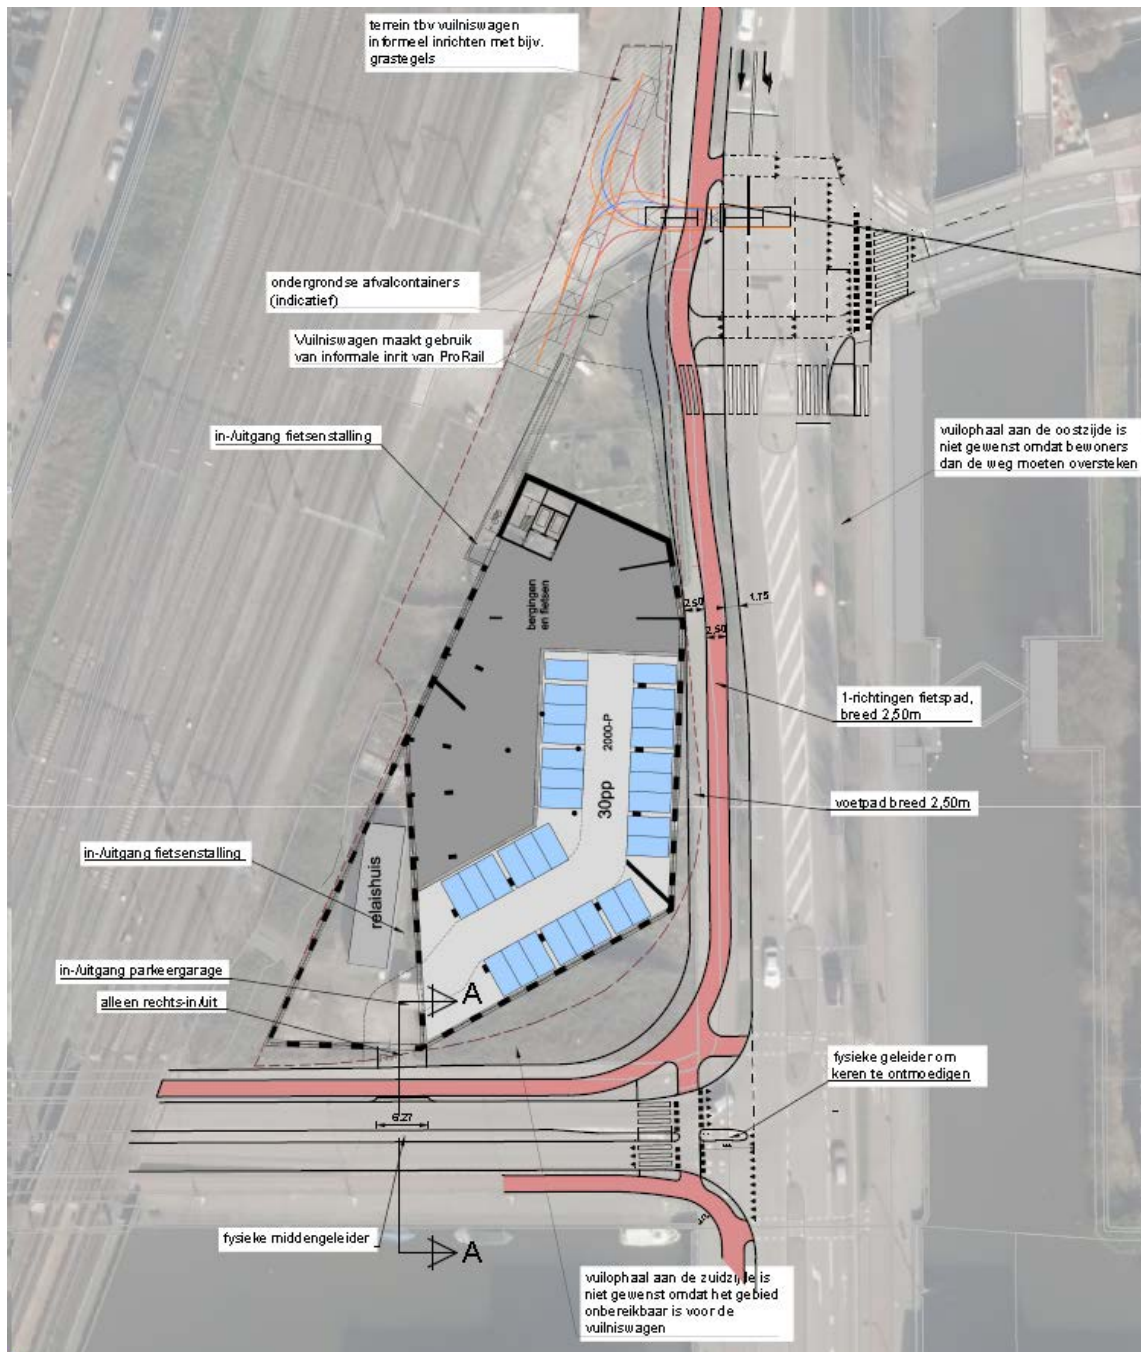 terrein tbv vuilniswagen
informeel inrichten met bijv.
grastegels
ondergrondse afvalcontainers
(indicatief)
Vuilniswagen maakt gebruik
van informale inrit van ProRail
in-/uitgang fietsenstalling
vuilophaal aan de oostzijde is
niet gewenst omdat bewoners
dan de weg moeten oversteken
bergingen
en fietsen
2,50
1,75
2,50
1-richtingen fietspad,
breed 2,50m
2000-P
30pp
voetpad breed 2,50m
in-/uitgang fietsenstalling
relaishuis
in-/uitgang parkeergarage
A
alleen rechts-in/uit
fysieke geleider om
keren te ontmoedigen
6.27
fysieke middengeleider
A
vuilophaal aan de zuidzijde is
niet gewenst omdat het gebied
onbereikbaar is voor de
vuilniswagen